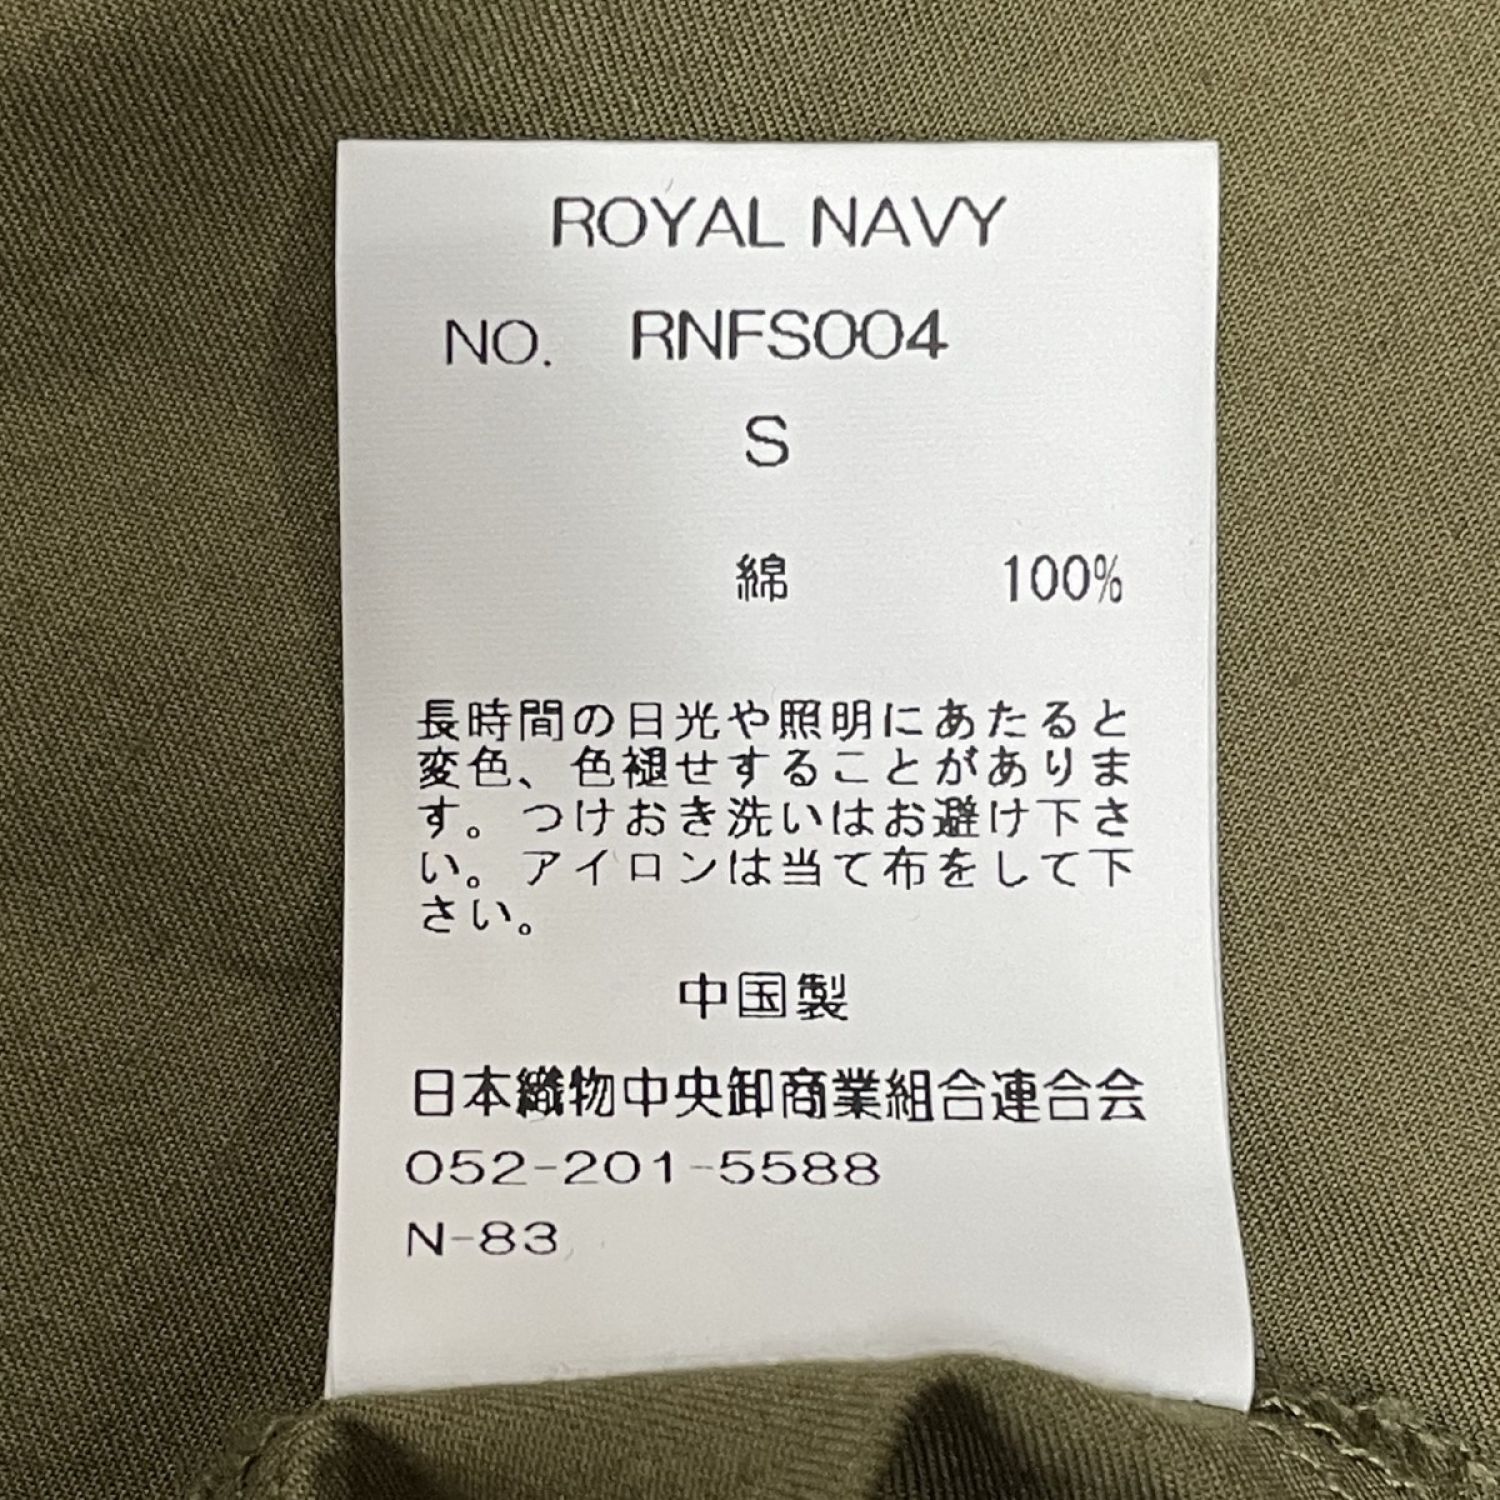 ROYAL NAVY
NO. RNFS004
S
綿 100%
長時間の日光や照明にあたると
変色、色褪せすることがありま
す。つけおき洗いはお避け下さ
い。アイロンは当て布をして下
さい。
中国製
日本織物中央卸商業組合連合会
052-201-5588
N-83